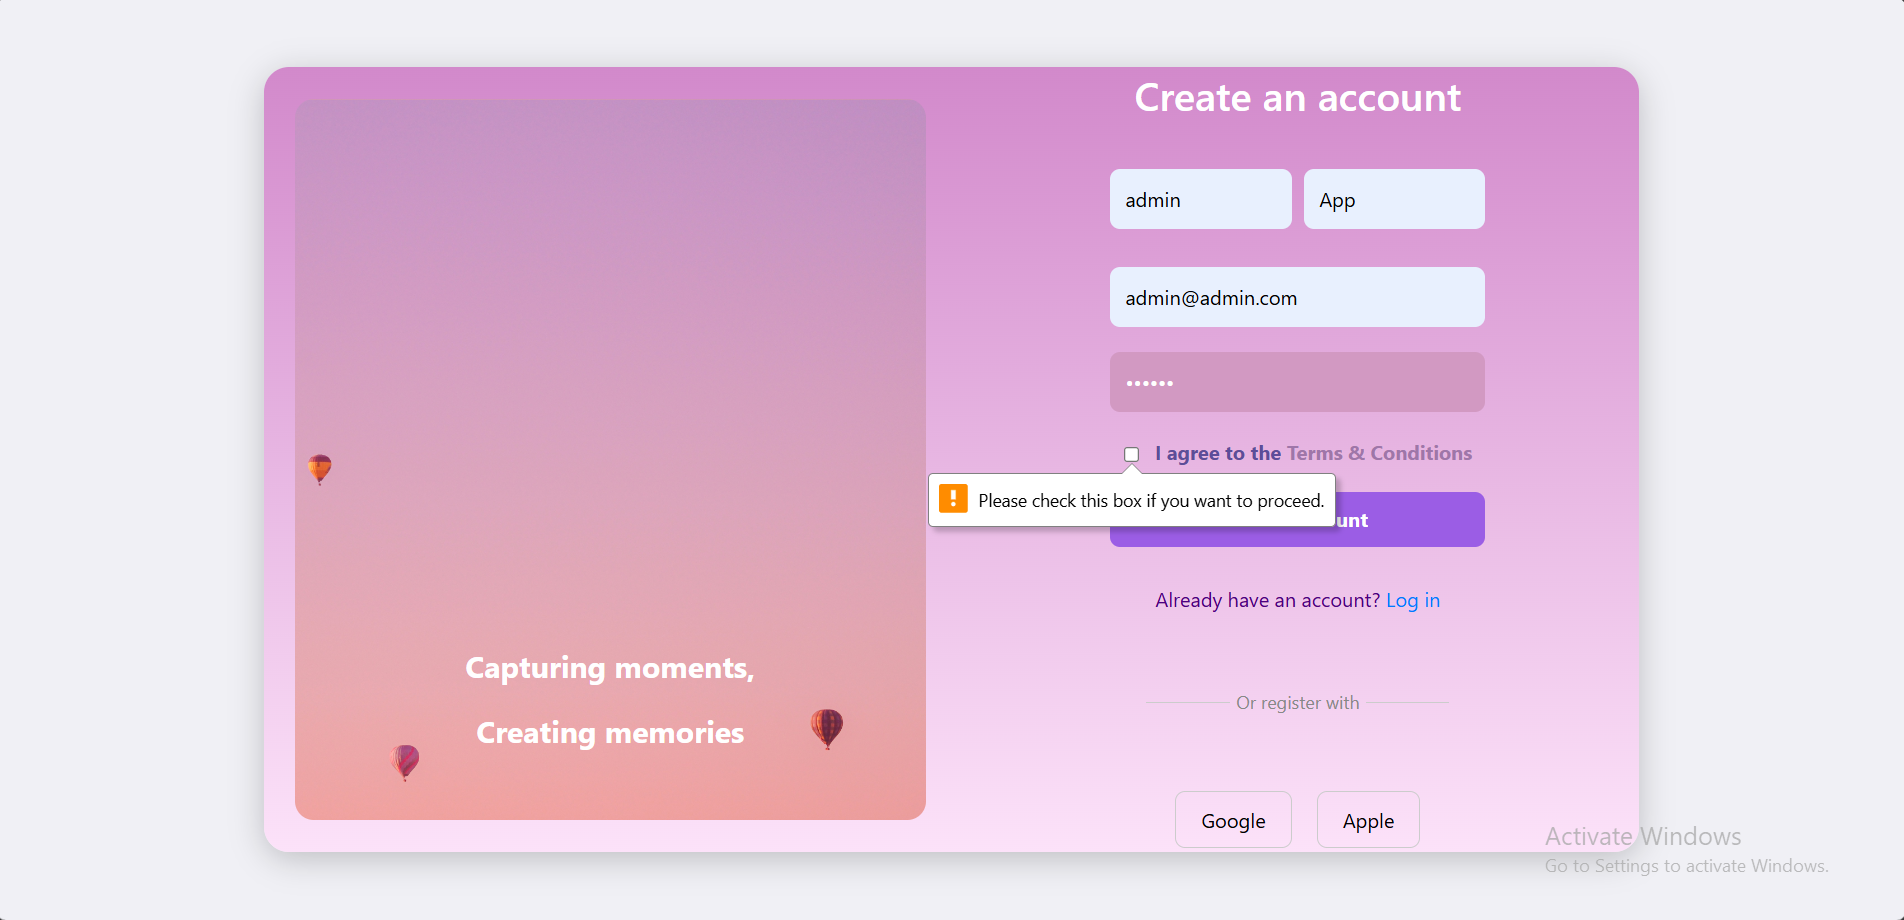 Create an account
admin
App
admin@admin.com
••••••
I agree to the Terms & Conditions
Please check this box if you want to proceed.
Already have an account? Log in
Or register with
Google
Apple
Capturing moments,
Creating memories
Activate Windows
Go to Settings to activate Windows.